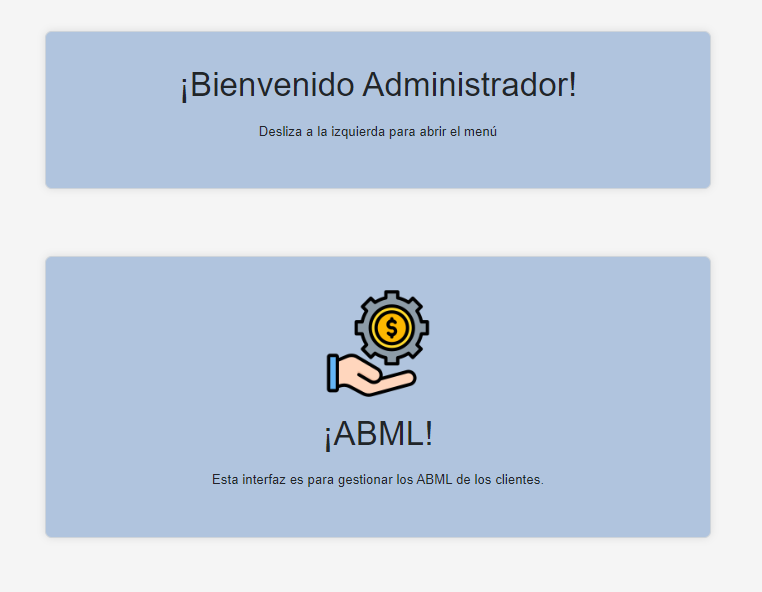 ¡Bienvenido Administrador!
Desliza a la izquierda para abrir el menú
$
¡ABML!
Esta interfaz es para gestionar los ABML de los clientes.